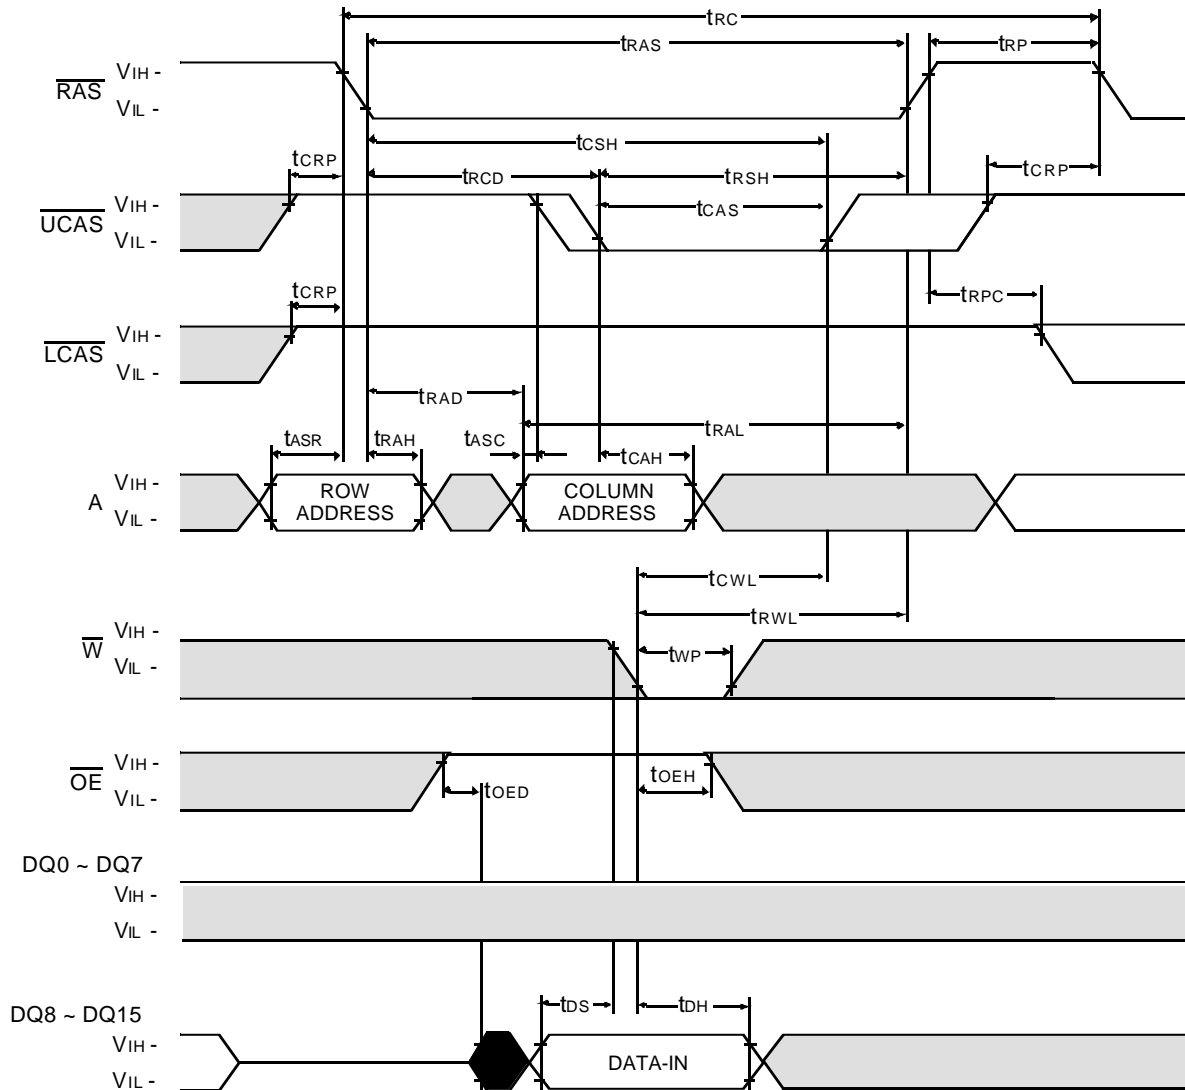 tRC
tRAS
tRP
RAS
VIH -
VIL -
tCSH
tCRP
tRCD
tRSH
tCRP
UCAS
VIH -
VIL -
tCAS
tCRP
tRPC
LCAS
VIH -
VIL -
tRAD
tRAL
tASR
tRAH
tASC
tCAH
A
VIH -
VIL -
ROW
ADDRESS
COLUMN
ADDRESS
tCWL
tRWL
W
VIH -
VIL -
tWP
OE
VIH -
VIL -
tOED
tOEH
DQ0 ~ DQ7
VIH -
VIL -
tDS
tDH
DQ8 ~ DQ15
VIH -
VIL -
DATA-IN